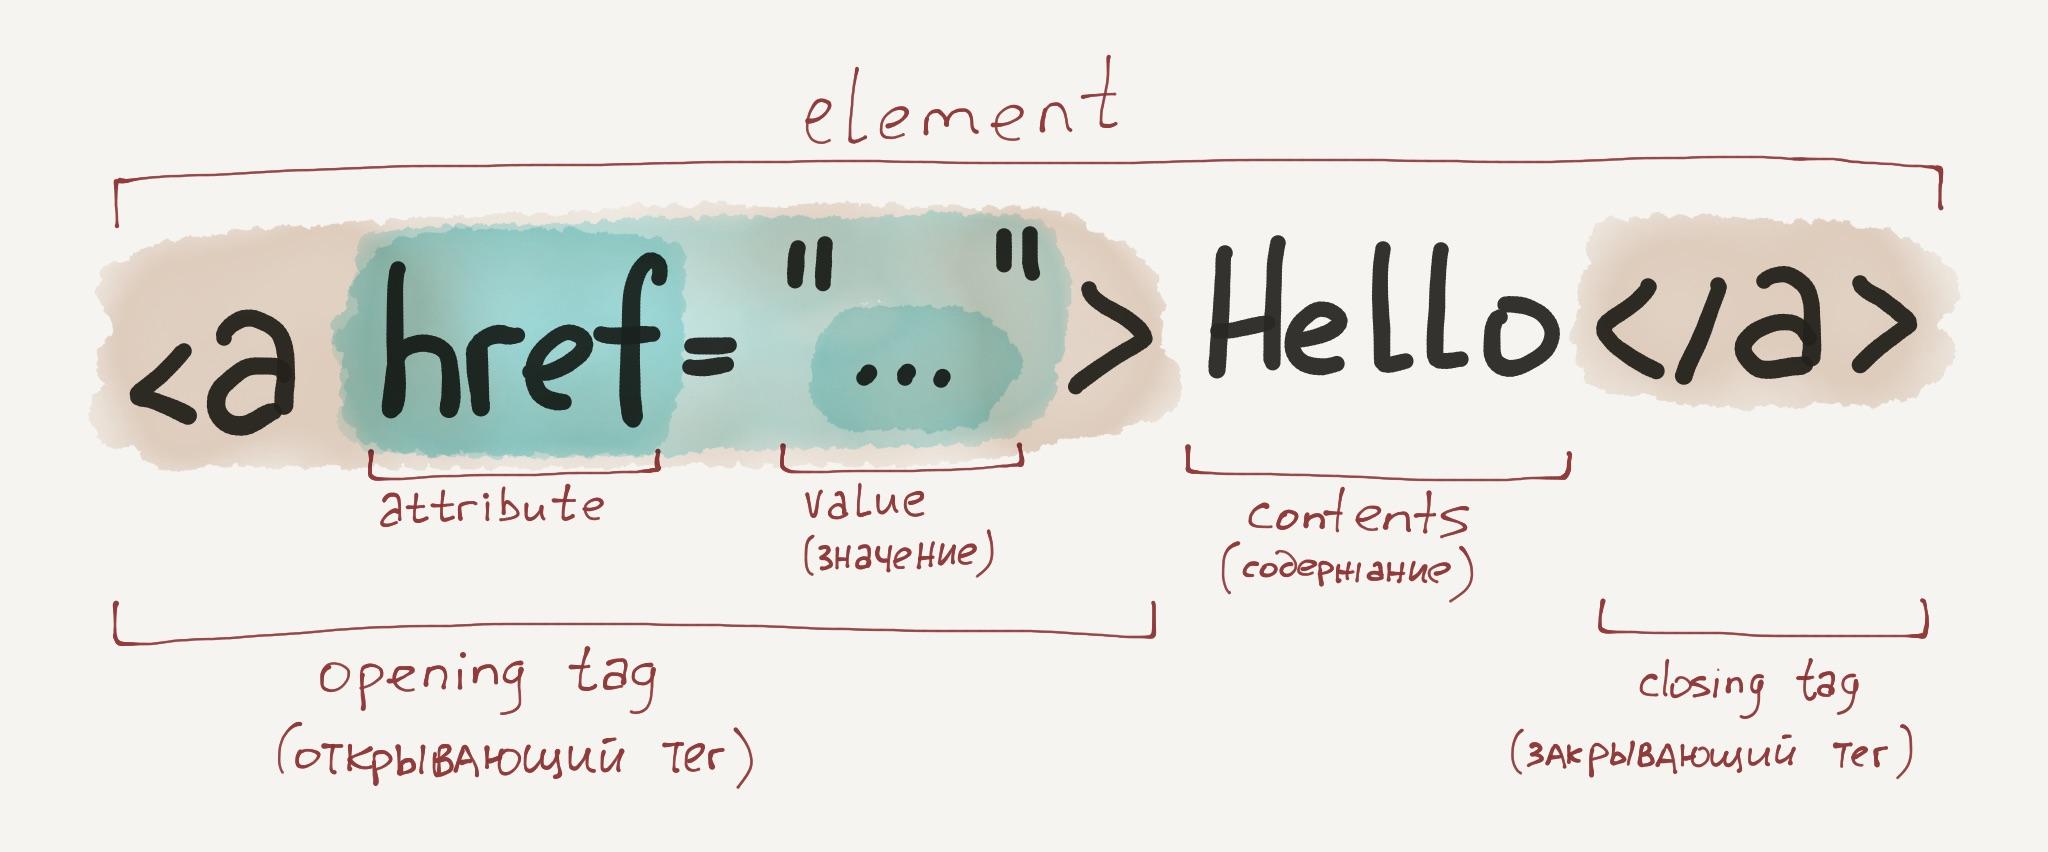 element
<a href="...">Hello</a>
attribute
value
(значение)
contents
(содержание)
opening tag
(открывающий тег)
closing tag
(закрывающий тег)